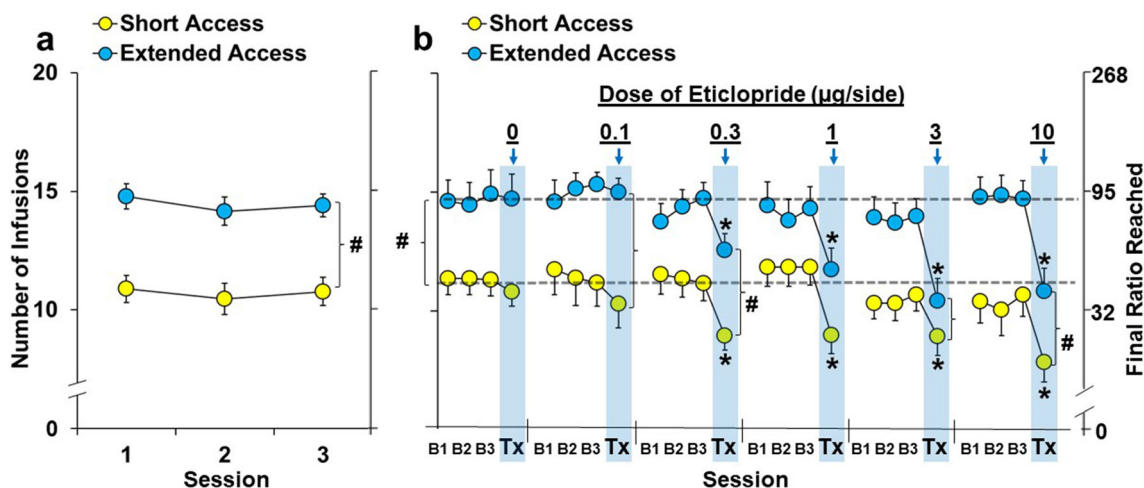 a
Short Access
Extended Access
20
15
10
0
Number of Infusions
#
1 2 3
Session
b
Short Access
Extended Access
Dose of Eticlopride (µg/side)
0 0.1 0.3 1 3 10
268
95
32
0
Final Ratio Reached
* * * *
# # #
* * * *
B1 B2 B3 Tx B1 B2 B3 Tx B1 B2 B3 Tx B1 B2 B3 Tx B1 B2 B3 Tx B1 B2 B3 Tx
Session